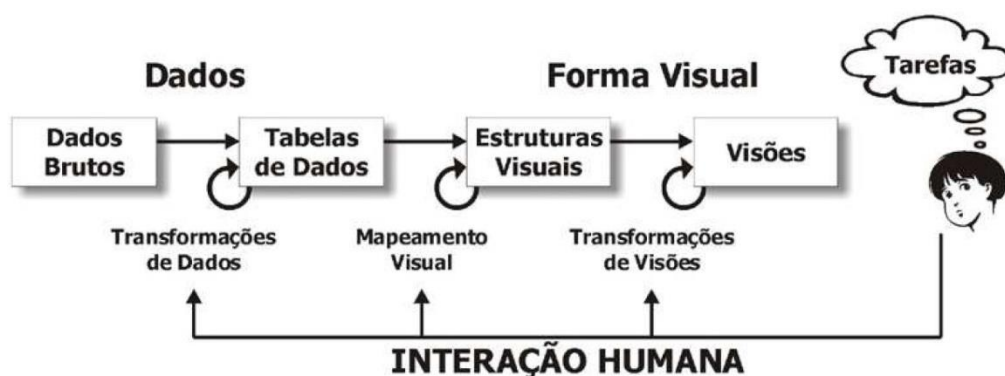 Dados
Forma Visual
Tarefas
Dados
Brutos
Tabelas
de Dados
Estruturas
Visuais
Visões
Transformações
de Dados
Mapeamento
Visual
Transformações
de Visões
INTERAÇÃO HUMANA